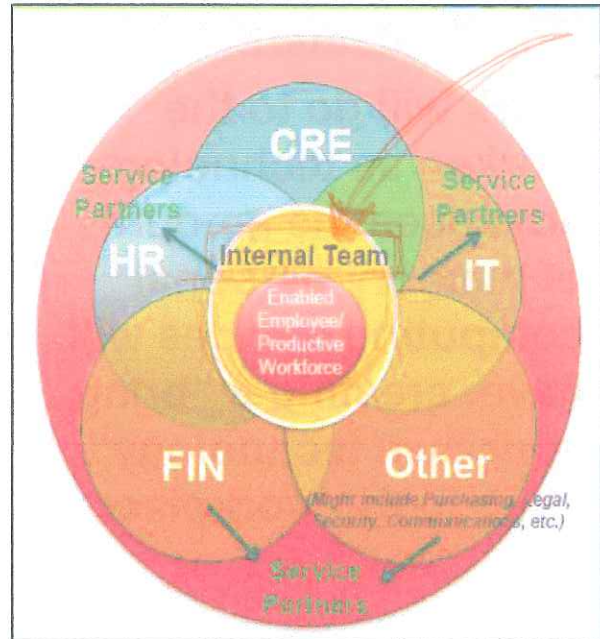 CRE
Service
Partners
Service
Partners
HR
Internal Team
IT
Enabled
Employee/
Productive
Workforce
FIN
Other
(Might include Purchasing, Legal,
Security, Communications, etc.)
Service
Partners